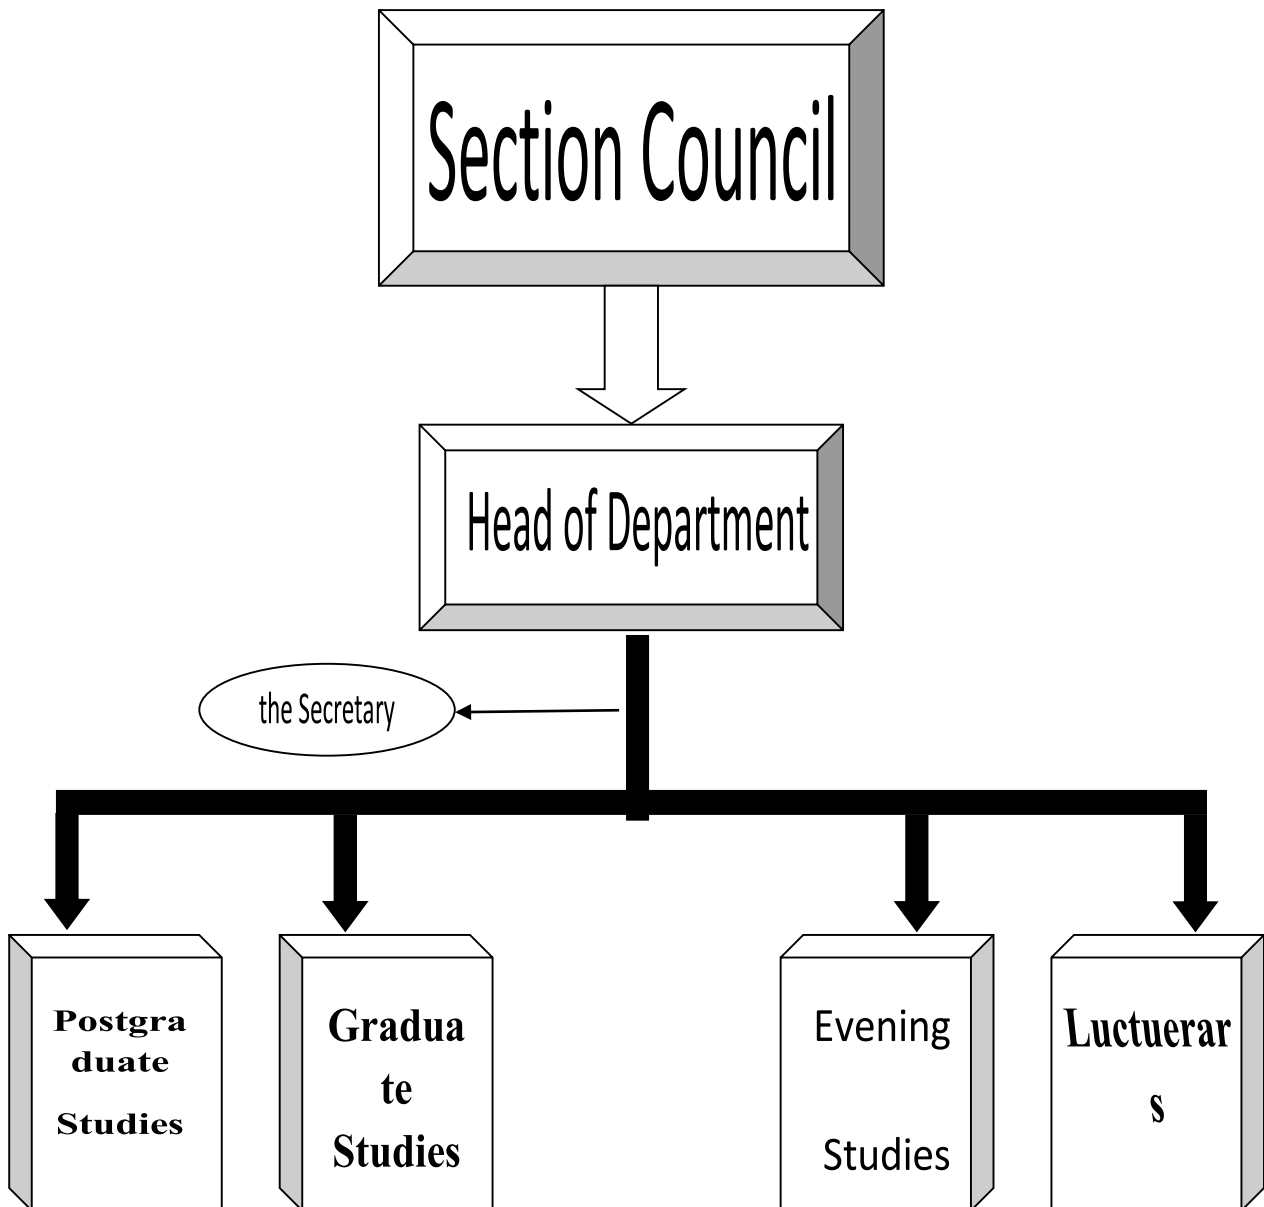 Section Council
Head of Department
the Secretary
Postgra
duate
Studies
Gradua
te
Studies
Evening
Studies
Luctuerar
s